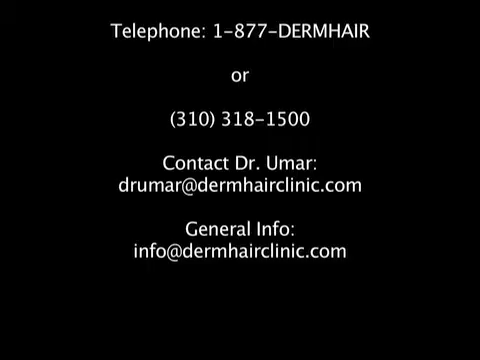 Telephone: 1-877-DERMHAIR
or
(310) 318-1500
Contact Dr. Umar:
drumar@dermhairclinic.com
General Info:
info@dermhairclinic.com